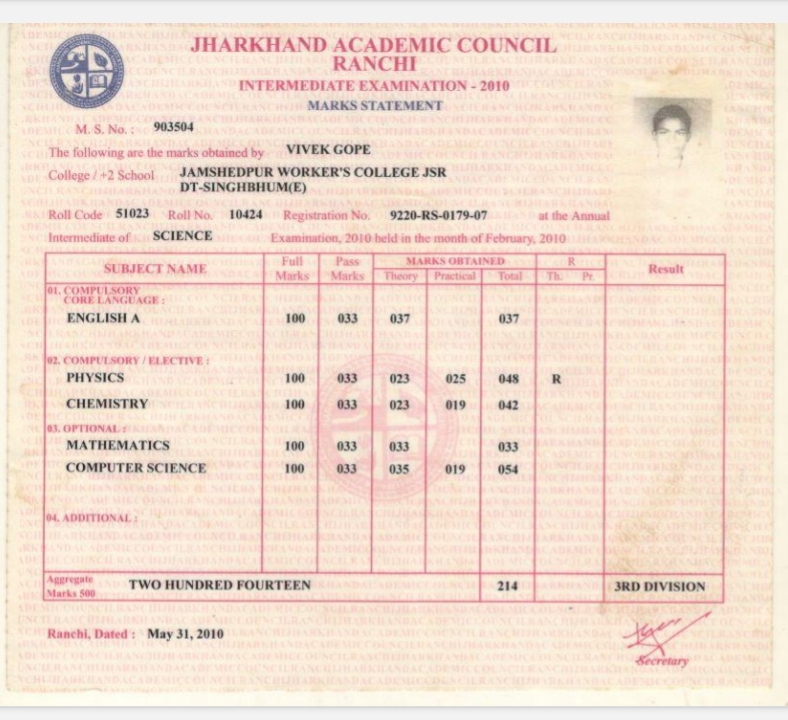 JHARKHAND ACADEMIC COUNCIL
RANCHI
INTERMEDIATE EXAMINATION - 2010
MARKS STATEMENT
M. S. No. : 903504
The following are the marks obtained by VIVEK GOPE
College / +2 School JAMSHEDPUR WORKER'S COLLEGE JSR
DT-SINGHBHUM(E)
Roll Code 51023 Roll No. 10424 Registration No. 9220-RS-0179-07 at the Annual
Intermediate of SCIENCE Examination, 2010 held in the month of February, 2010
SUBJECT NAME Full Marks Pass Marks MARKS OBTAINED R Result
Theory Practical Total Th. Pr.
01. COMPULSORY
CORE LANGUAGE :
ENGLISH A 100 033 037 037
02. COMPULSORY / ELECTIVE :
PHYSICS 100 033 023 025 048 R
CHEMISTRY 100 033 023 019 042
03. OPTIONAL :
MATHEMATICS 100 033 033 033
COMPUTER SCIENCE 100 033 035 019 054
04. ADDITIONAL :
Aggregate
Marks 500 TWO HUNDRED FOURTEEN 214 3RD DIVISION
Ranchi, Dated : May 31, 2010
Secretary